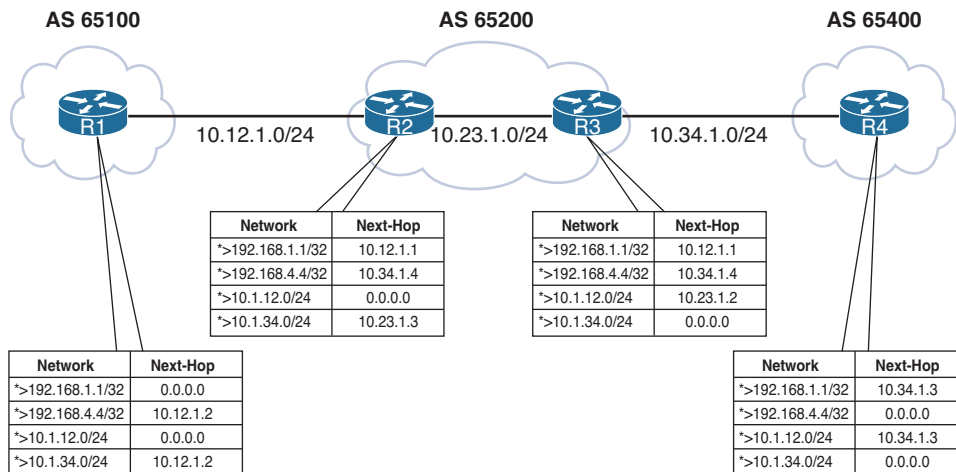 AS 65100 AS 65200 AS 65400
R1 R2 R3 R4
10.12.1.0/24 10.23.1.0/24 10.34.1.0/24
Network Next-Hop
*>192.168.1.1/32 10.12.1.1
*>192.168.4.4/32 10.34.1.4
*>10.1.12.0/24 0.0.0.0
*>10.1.34.0/24 10.23.1.3
Network Next-Hop
*>192.168.1.1/32 10.12.1.1
*>192.168.4.4/32 10.34.1.4
*>10.1.12.0/24 10.23.1.2
*>10.1.34.0/24 0.0.0.0
Network Next-Hop
*>192.168.1.1/32 0.0.0.0
*>192.168.4.4/32 10.12.1.2
*>10.1.12.0/24 0.0.0.0
*>10.1.34.0/24 10.12.1.2
Network Next-Hop
*>192.168.1.1/32 10.34.1.3
*>192.168.4.4/32 0.0.0.0
*>10.1.12.0/24 10.34.1.3
*>10.1.34.0/24 0.0.0.0